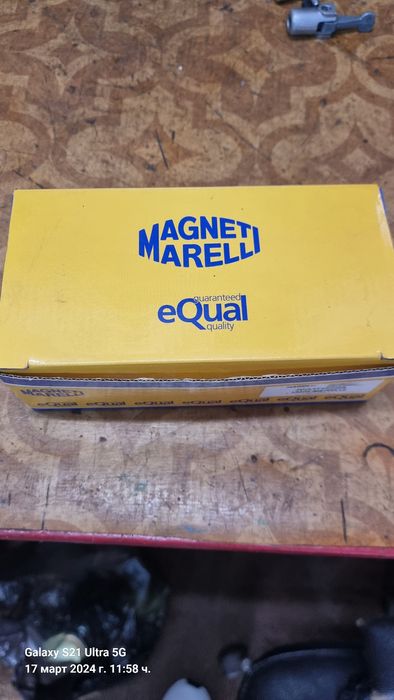 MAGNETI
MARELLI
guaranteed
eQual
quality
MAGNETI
MARELLI
eQual eQual eQual eQual eQual eQual eQual
Galaxy S21 Ultra 5G
17 март 2024 г. 11:58 ч.